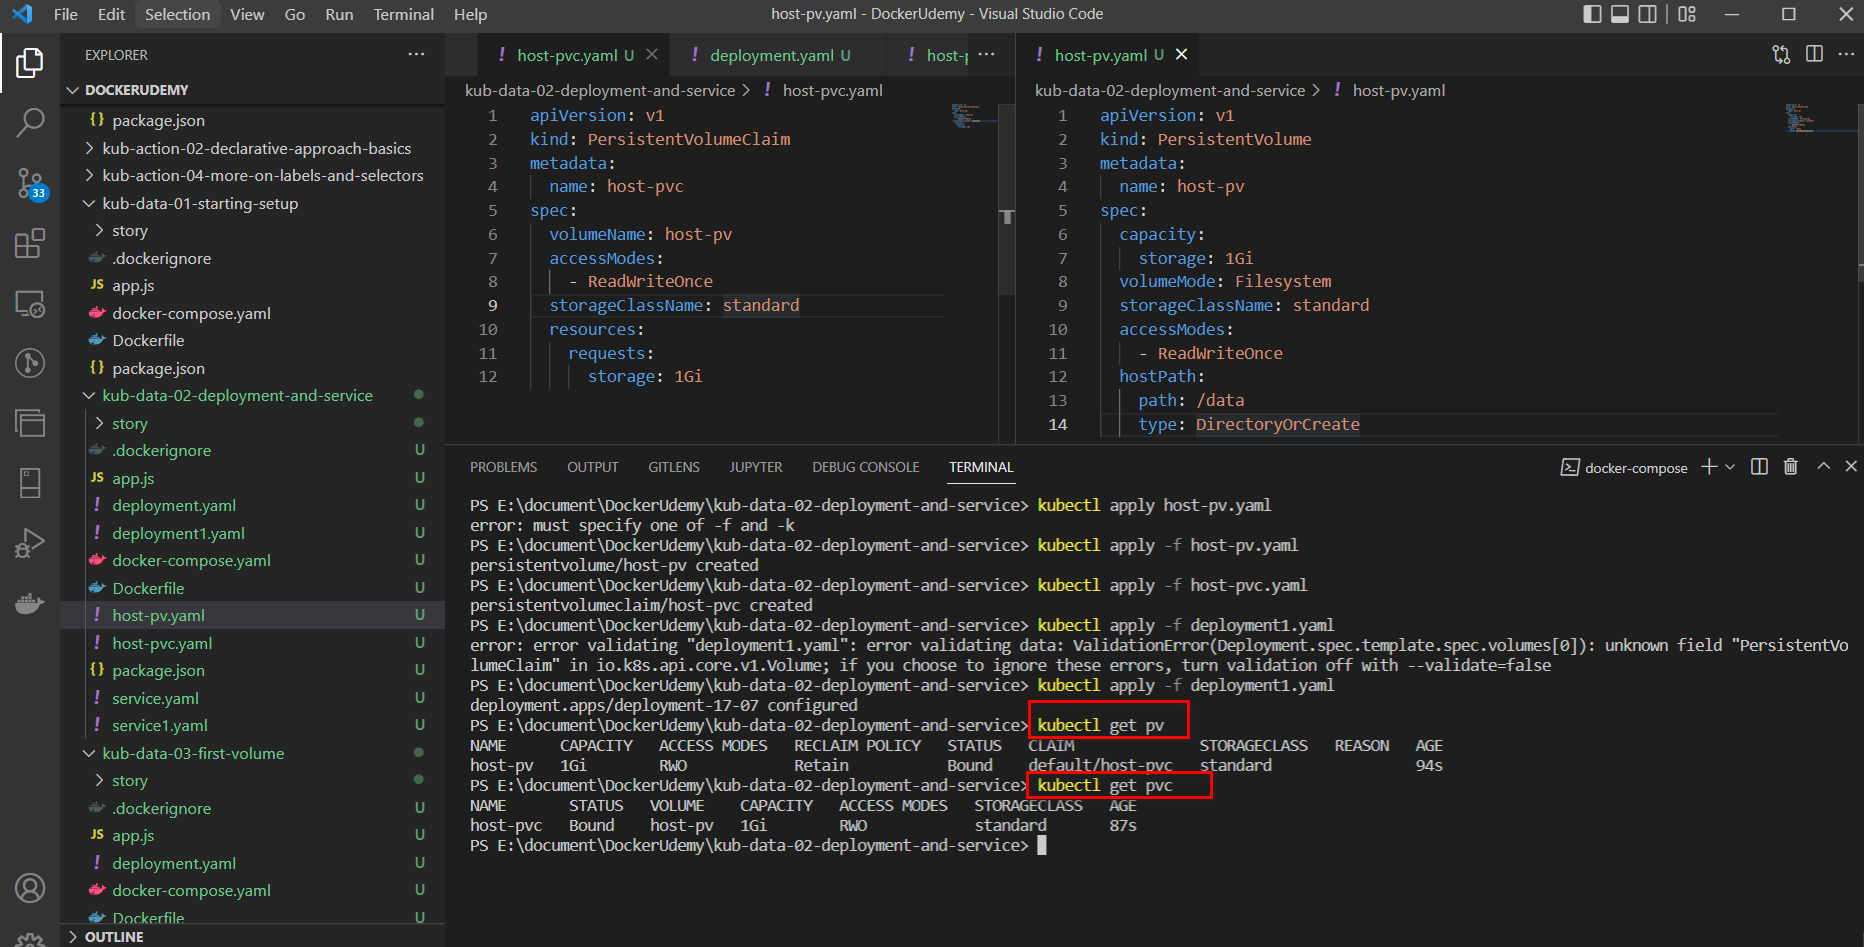 File Edit Selection View Go Run Terminal Help
host-pv.yaml - DockerUdemy - Visual Studio Code
33
EXPLORER
DOCKERUDEMY
{} package.json
kub-action-02-declarative-approach-basics
kub-action-04-more-on-labels-and-selectors
kub-data-01-starting-setup
story
.dockerignore
JS app.js
docker-compose.yaml
Dockerfile
{} package.json
kub-data-02-deployment-and-service
story
.dockerignore U
JS app.js U
! deployment.yaml U
! deployment1.yaml U
docker-compose.yaml U
Dockerfile U
! host-pv.yaml U
! host-pvc.yaml U
{} package.json U
! service.yaml U
! service1.yaml U
kub-data-03-first-volume
story
.dockerignore U
JS app.js U
! deployment.yaml U
docker-compose.yaml U
Dockerfile U
OUTLINE
! host-pvc.yaml U
! deployment.yaml U
! host-p
kub-data-02-deployment-and-service > ! host-pvc.yaml
1 apiVersion: v1
2 kind: PersistentVolumeClaim
3 metadata:
4 name: host-pvc
5 spec:
6 volumeName: host-pv
7 accessModes:
8 - ReadWriteOnce
9 storageClassName: standard
10 resources:
11 requests:
12 storage: 1Gi
! host-pv.yaml U
kub-data-02-deployment-and-service > ! host-pv.yaml
1 apiVersion: v1
2 kind: PersistentVolume
3 metadata:
4 name: host-pv
5 spec:
6 capacity:
7 storage: 1Gi
8 volumeMode: Filesystem
9 storageClassName: standard
10 accessModes:
11 - ReadWriteOnce
12 hostPath:
13 path: /data
14 type: DirectoryOrCreate
PROBLEMS OUTPUT GITLENS JUPYTER DEBUG CONSOLE TERMINAL
docker-compose
PS E:\document\DockerUdemy\kub-data-02-deployment-and-service> kubectl apply host-pv.yaml
error: must specify one of -f and -k
PS E:\document\DockerUdemy\kub-data-02-deployment-and-service> kubectl apply -f host-pv.yaml
persistentvolume/host-pv created
PS E:\document\DockerUdemy\kub-data-02-deployment-and-service> kubectl apply -f host-pvc.yaml
persistentvolumeclaim/host-pvc created
PS E:\document\DockerUdemy\kub-data-02-deployment-and-service> kubectl apply -f deployment1.yaml
error: error validating "deployment1.yaml": error validating data: ValidationError(Deployment.spec.template.spec.volumes[0]): unknown field "PersistentVo
lumeClaim" in io.k8s.api.core.v1.Volume; if you choose to ignore these errors, turn validation off with --validate=false
PS E:\document\DockerUdemy\kub-data-02-deployment-and-service> kubectl apply -f deployment1.yaml
deployment.apps/deployment-17-07 configured
PS E:\document\DockerUdemy\kub-data-02-deployment-and-service> kubectl get pv
NAME CAPACITY ACCESS MODES RECLAIM POLICY STATUS CLAIM STORAGECLASS REASON AGE
host-pv 1Gi RWO Retain Bound default/host-pvc standard 94s
PS E:\document\DockerUdemy\kub-data-02-deployment-and-service> kubectl get pvc
NAME STATUS VOLUME CAPACITY ACCESS MODES STORAGECLASS AGE
host-pvc Bound host-pv 1Gi RWO standard 87s
PS E:\document\DockerUdemy\kub-data-02-deployment-and-service>